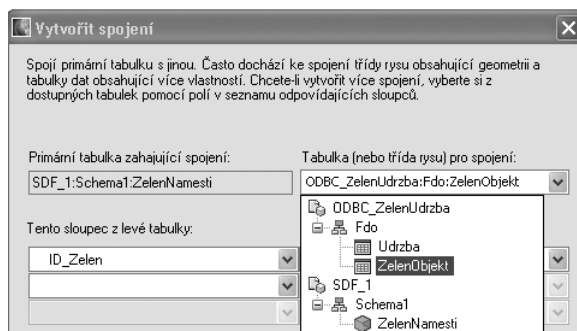 Vytvořit spojení
Spojí primární tabulku s jinou. Často dochází ke spojení třídy rysu obsahující geometrii a
tabulky dat obsahující více vlastností. Chcete-li vytvořit více spojení, vyberte si z
dostupných tabulek pomocí polí v seznamu odpovídajících sloupců.
Primární tabulka zahajující spojení:
SDF_1:Schema1:ZelenNamesti
Tabulka (nebo třída rysu) pro spojení:
ODBC_ZelenUdrzba:Fdo:ZelenObjekt
ODBC_ZelenUdrzba
Fdo
Udrzba
ZelenObjekt
SDF_1
Schema1
ZelenNamesti
Tento sloupec z levé tabulky:
ID_Zelen